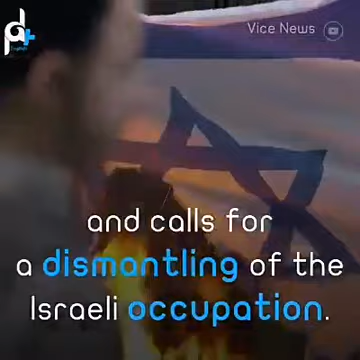 Vice News
and calls for
a dismantling of the
Israeli occupation.